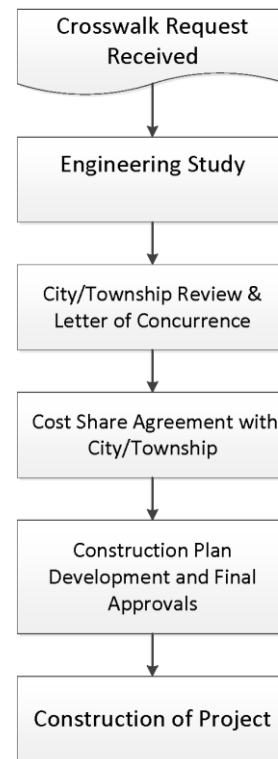 Crosswalk Request
Received
Engineering Study
City/Township Review &
Letter of Concurrence
Cost Share Agreement with
City/Township
Construction Plan
Development and Final
Approvals
Construction of Project